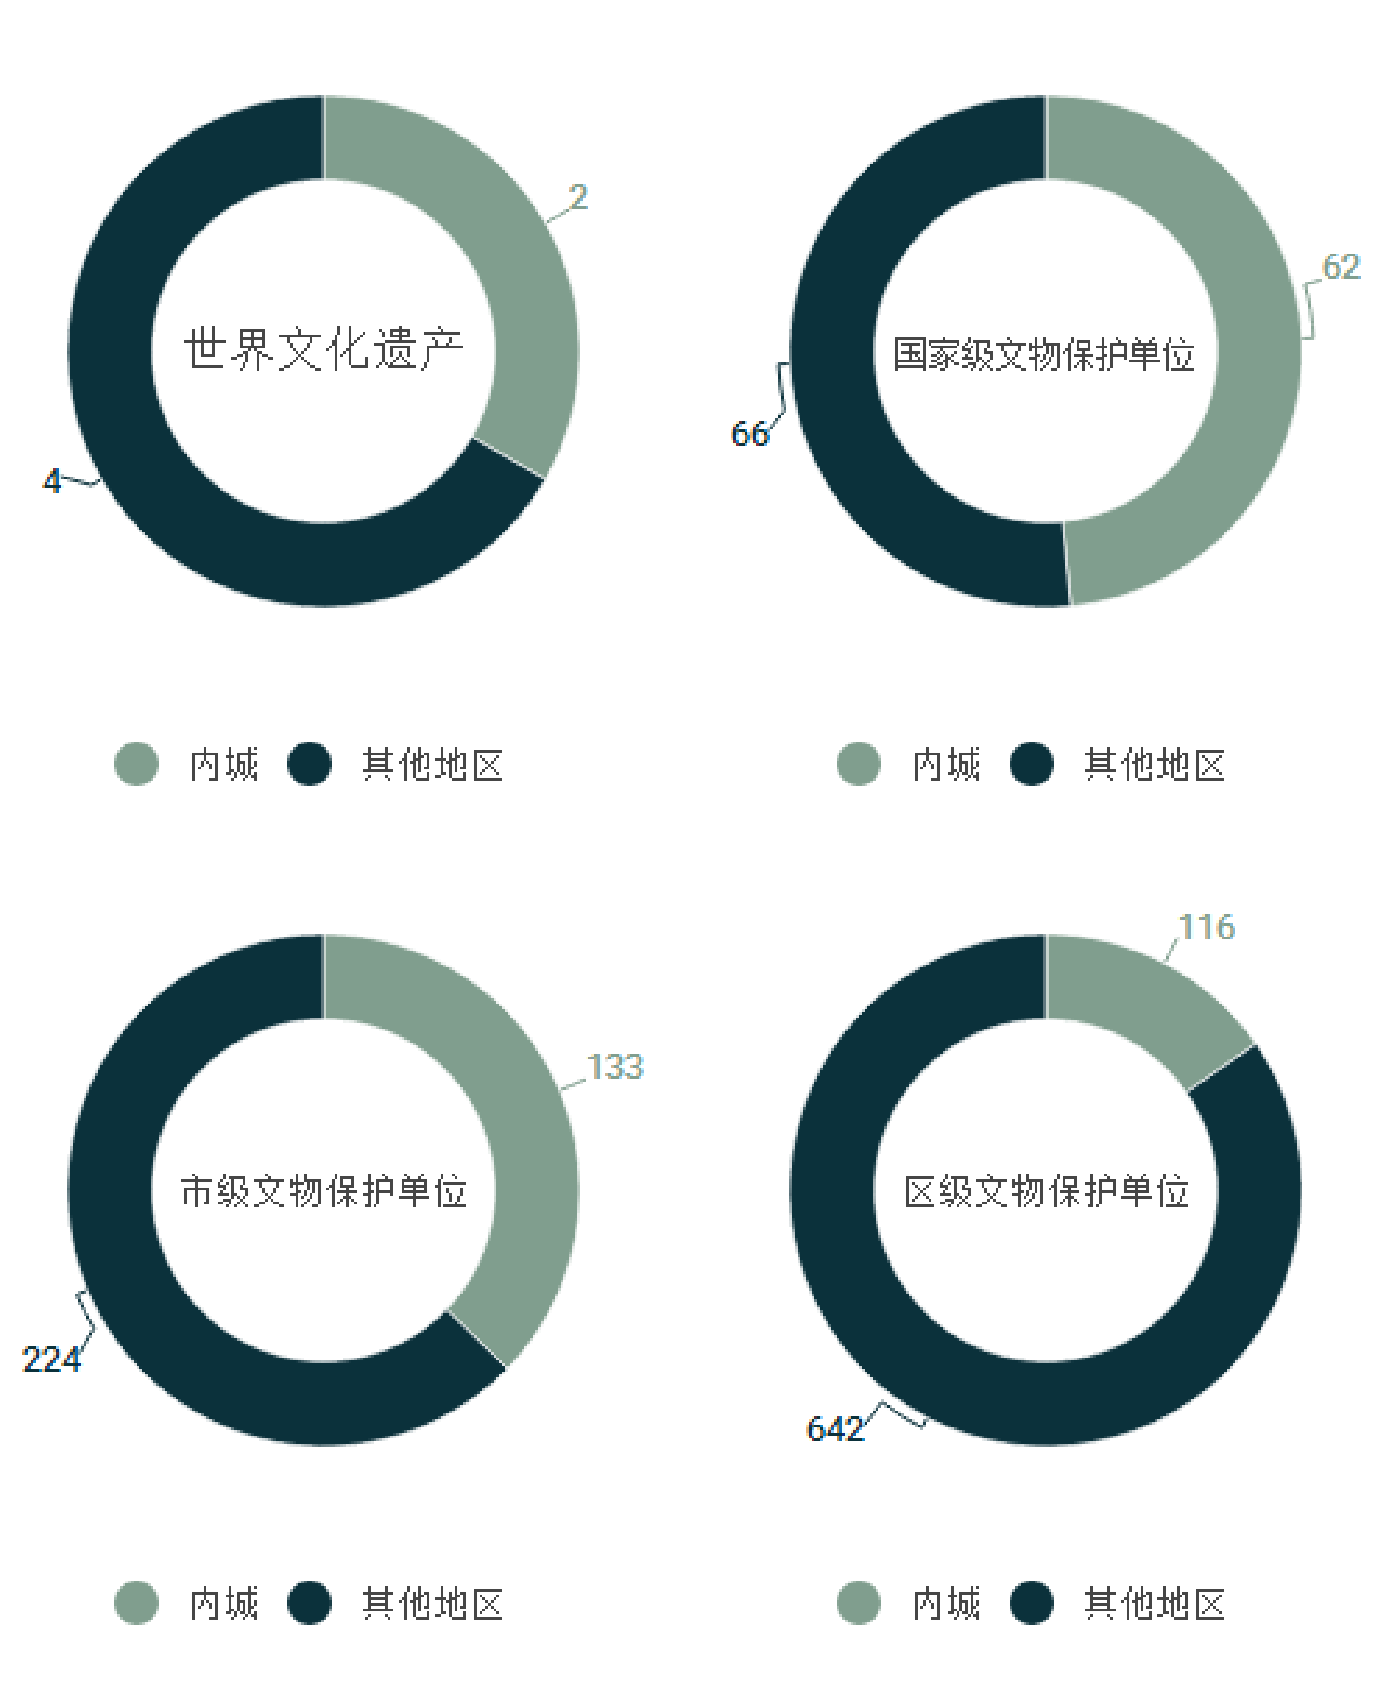 2
世界文化遗产
4
内城 其他地区
62
国家级文物保护单位
66
内城 其他地区
133
市级文物保护单位
224
内城 其他地区
116
区级文物保护单位
642
内城 其他地区